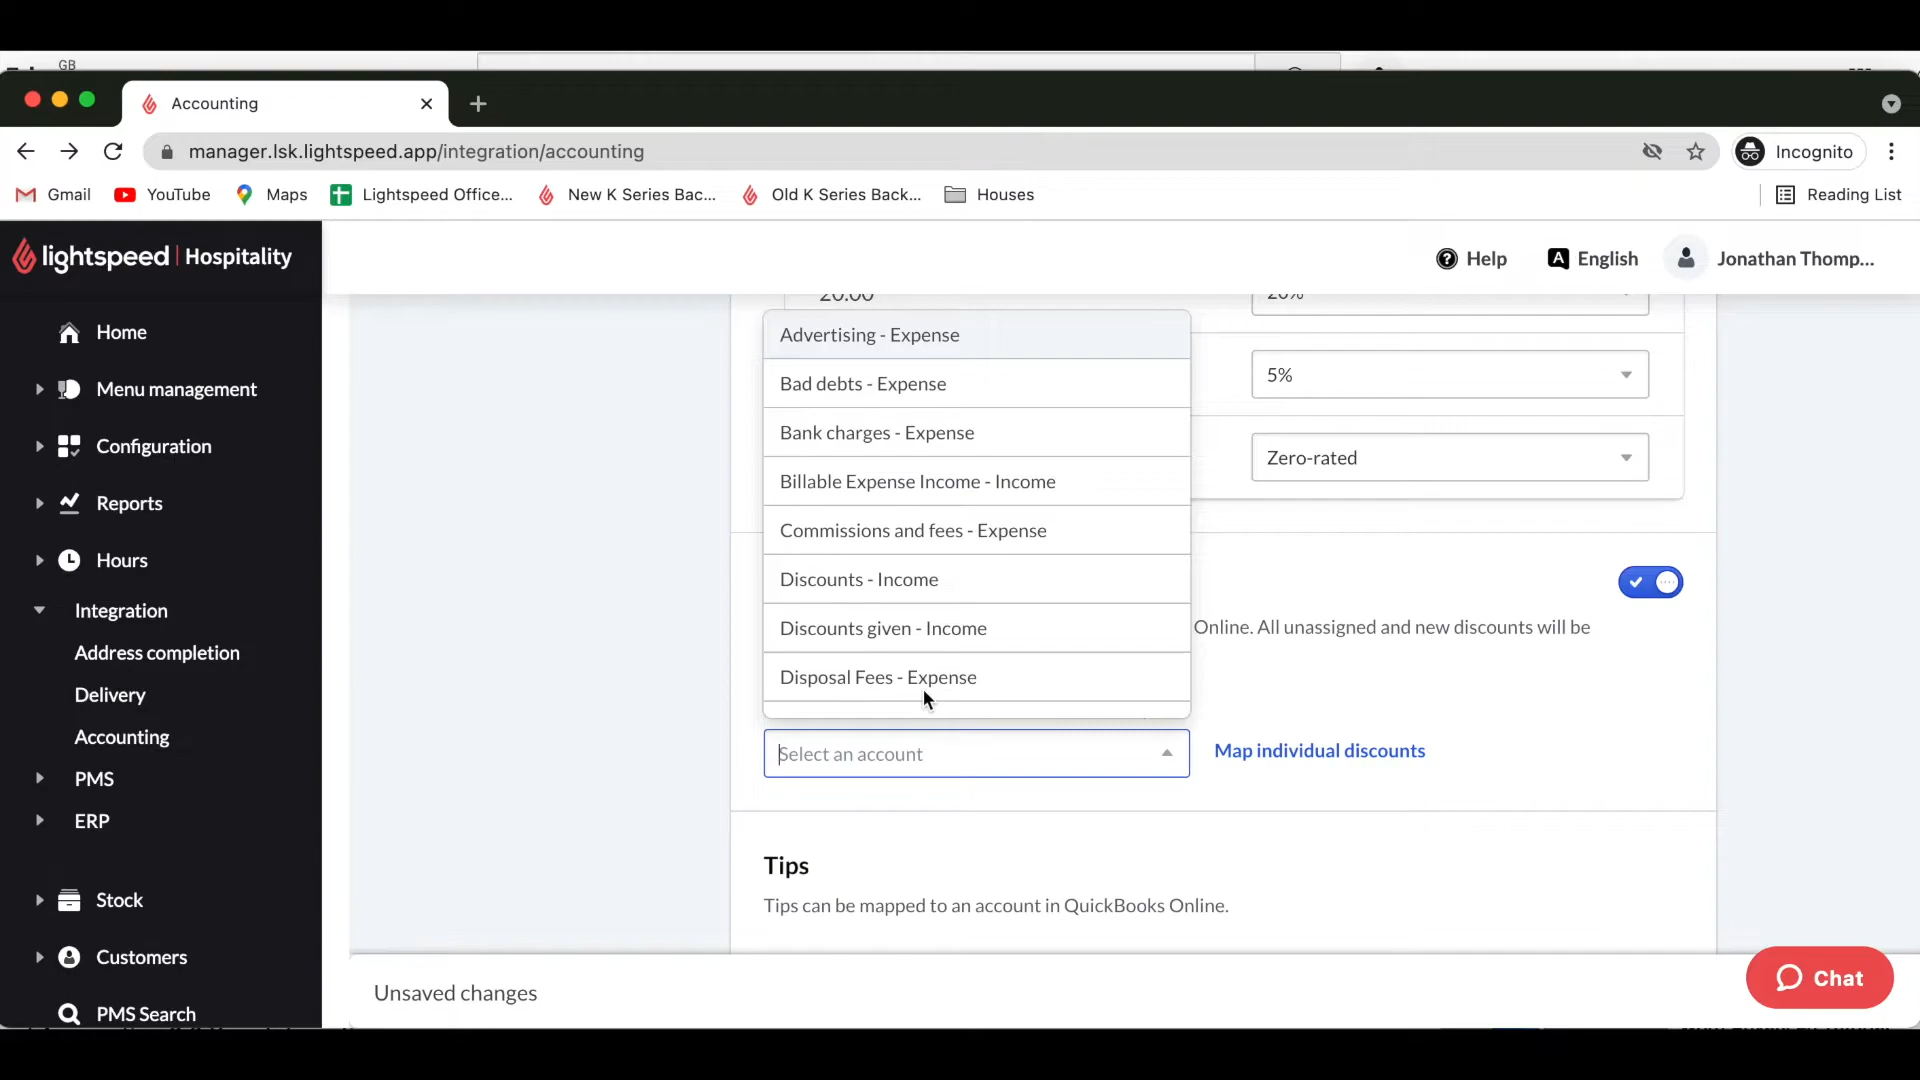 GB
Accounting
manager.lsk.lightspeed.app/integration/accounting
Incognito
Gmail
YouTube
Maps
Lightspeed Office...
New K Series Bac...
Old K Series Back...
Houses
Reading List
lightspeed | Hospitality
Help
English
Jonathan Thomp...
Home
Menu management
Configuration
Reports
Hours
Integration
Address completion
Delivery
Accounting
PMS
ERP
Stock
Customers
PMS Search
20.00
20%
Advertising - Expense
Bad debts - Expense
5%
Bank charges - Expense
Zero-rated
Billable Expense Income - Income
Commissions and fees - Expense
Discounts - Income
Discounts given - Income
Online. All unassigned and new discounts will be
Disposal Fees - Expense
Select an account
Map individual discounts
Tips
Tips can be mapped to an account in QuickBooks Online.
Unsaved changes
Chat